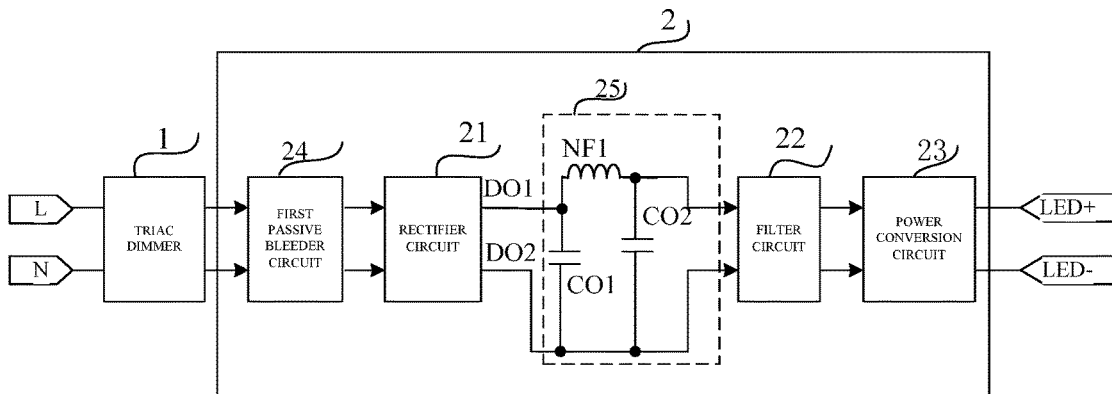 2
25
1
24
21
NF1
22
23
L
DO1
CO2
LED+
TRIAC
DIMMER
FIRST
PASSIVE
BLEEDER
CIRCUIT
RECTIFIER
CIRCUIT
FILTER
CIRCUIT
POWER
CONVERSION
CIRCUIT
N
DO2
CO1
LED-